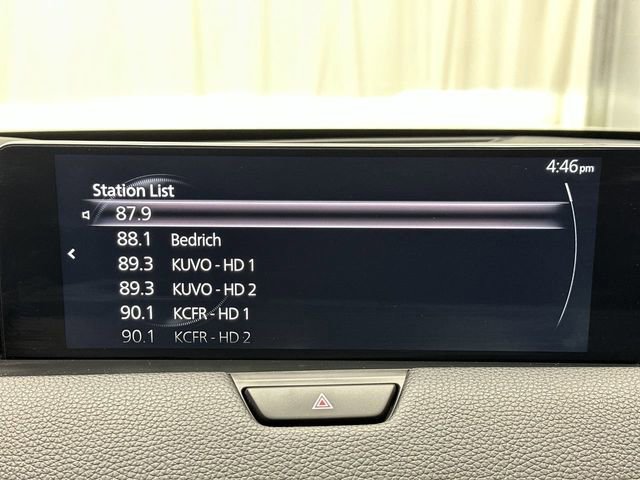 4:46pm
Station List
87.9
88.1 Bedrich
89.3 KUVO - HD 1
89.3 KUVO - HD 2
90.1 KCFR - HD 1
90.1 KCFR - HD 2